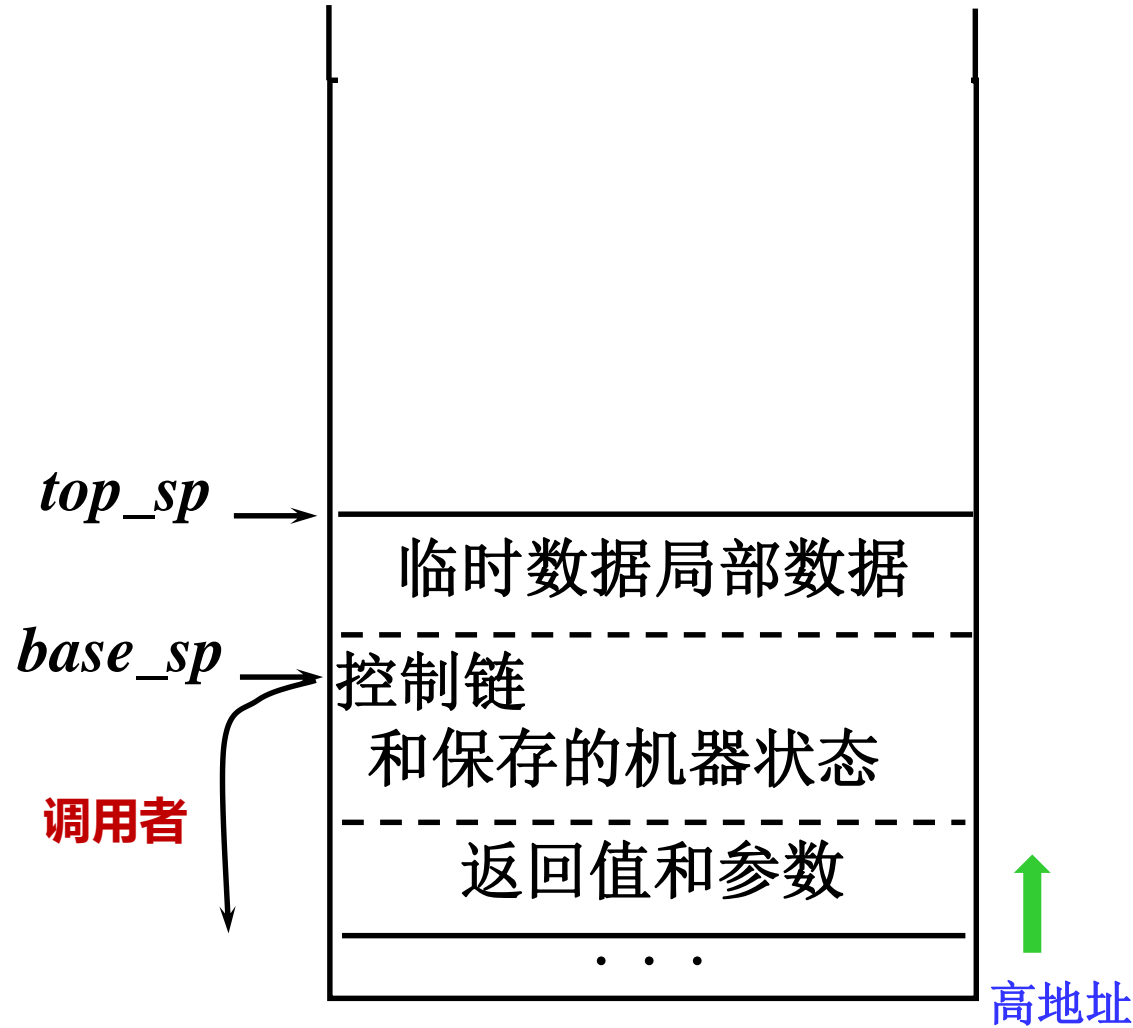 top_sp
临时数据局部数据
base_sp
控制链
和保存的机器状态
调用者
返回值和参数
. . .
高地址